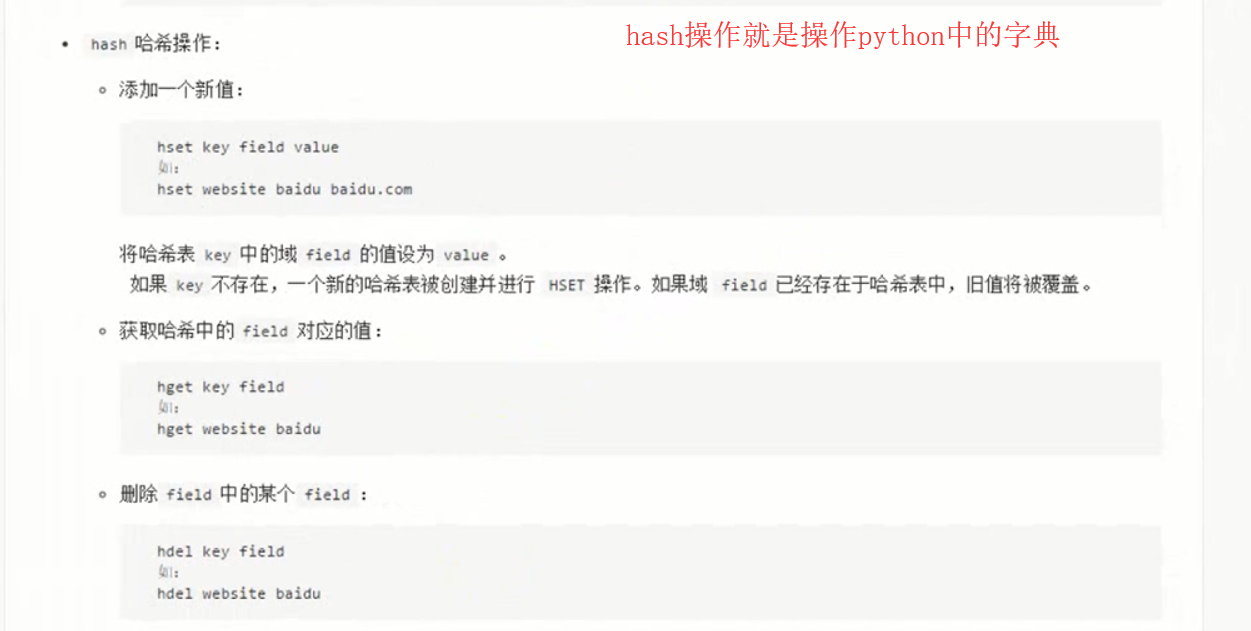 hash操作就是操作python中的字典
hash 哈希操作：
添加一个新值：
hset key field value
如：
hset website baidu baidu.com
将哈希表 key 中的域 field 的值设为 value 。
如果 key 不存在，一个新的哈希表被创建并进行 HSET 操作。如果域 field 已经存在于哈希表中，旧值将被覆盖。
获取哈希中的 field 对应的值：
hget key field
如：
hget website baidu
删除 field 中的某个 field ：
hdel key field
如：
hdel website baidu